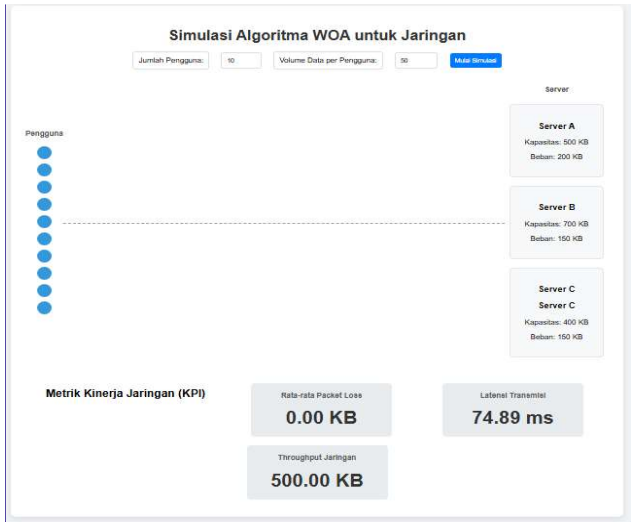 Simulasi Algoritma WOA untuk Jaringan
Jumlah Pengguna: 10 Volume Data per Pengguna: 50 Mulai Simulasi
Server
Pengguna
Server A
Kapasitas: 500 KB
Beban: 200 KB
Server B
Kapasitas: 700 KB
Beban: 150 KB
Server C
Server C
Kapasitas: 400 KB
Beban: 150 KB
Metrik Kinerja Jaringan (KPI)
Rata-rata Packet Loss
0.00 KB
Latensi Transmisi
74.89 ms
Throughput Jaringan
500.00 KB